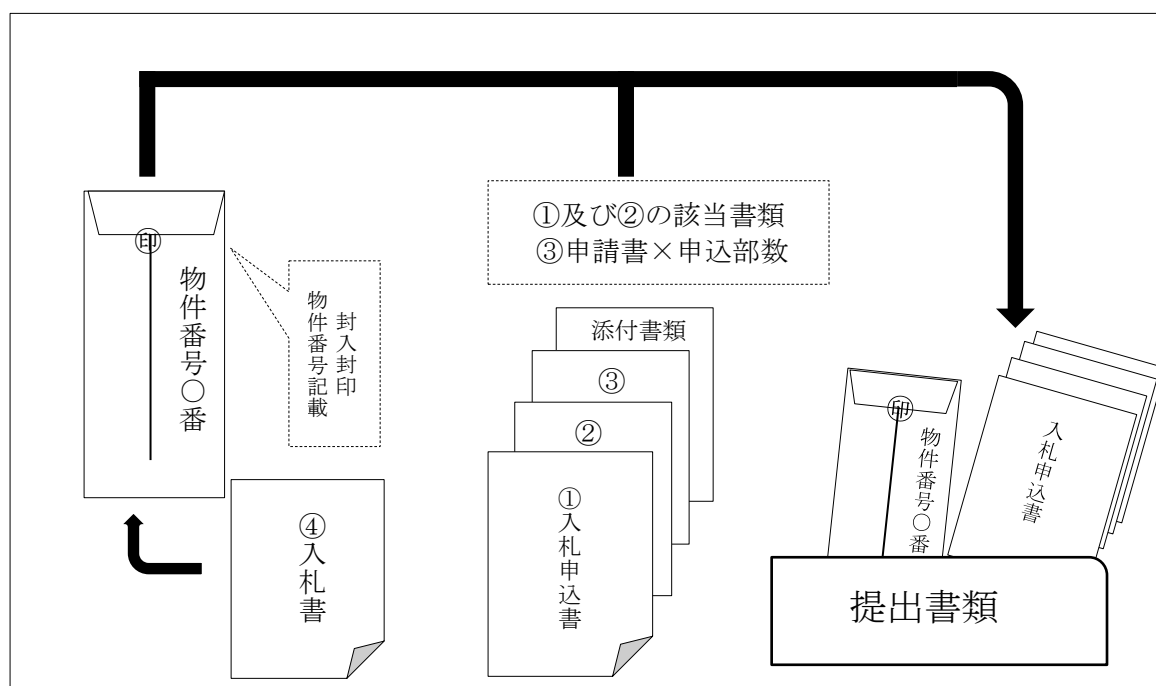 ㊞
物件番号○番
封入封印
物件番号記載
④入札書
①及び②の該当書類
③申請書×申込部数
添付書類
③
②
①入札申込書
㊞
物件番号○番
入札申込書
提出書類